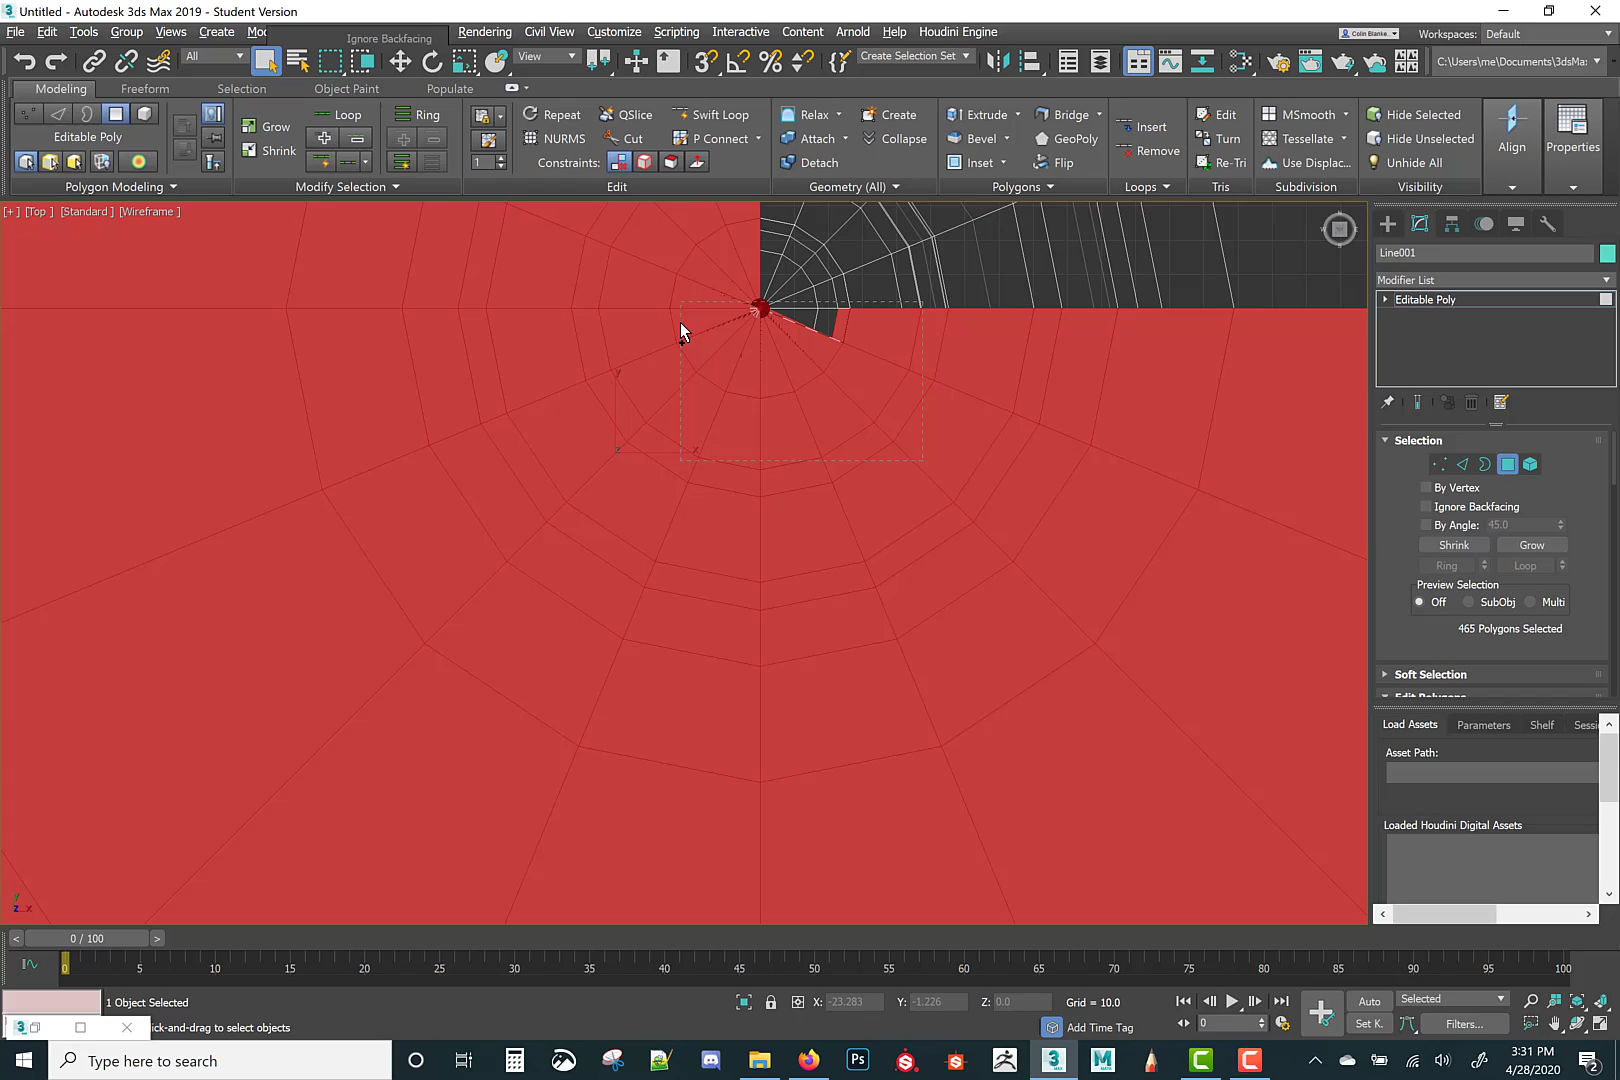 Untitled - Autodesk 3ds Max 2019 - Student Version
File Edit Tools Group Views Create Ignore Backfacing Rendering Civil View Customize Scripting Interactive Content Arnold Help Houdini Engine
Workspaces: Default
All View Create Selection Set C:\Users\me\Documents\3dsMa
Modeling Freeform Selection Object Paint Populate
Editable Poly
Polygon Modeling
Grow
Shrink
Loop
Ring
Modify Selection
1
Repeat QSlice Swift Loop
NURMS Cut P Connect
Constraints:
Edit
Relax Create
Attach Collapse
Detach
Geometry (All)
Extrude Bridge
Bevel GeoPoly
Inset Flip
Polygons
Insert
Remove
Loops
Edit
Turn
Re-Tri
Tris
MSmooth
Tessellate
Use Displac...
Subdivision
Hide Selected
Hide Unselected
Unhide All
Visibility
Align
Properties
[+] [Top ] [Standard ] [Wireframe ]
y
z x
Line001
Modifier List
Editable Poly
Selection
By Vertex
Ignore Backfacing
By Angle: 45.0
Shrink Grow
Ring Loop
Preview Selection
Off SubObj Multi
465 Polygons Selected
Soft Selection
Load Assets Parameters Shelf Sessi
Asset Path:
Loaded Houdini Digital Assets
< 0 / 100 >
0 5 10 15 20 25 30 35 40 45 50 55 60 65 70 75 80 85 90 95 100
1 Object Selected
X: -23.283 Y: -1.226 Z: 0.0 Grid = 10.0
Auto Selected
ick-and-drag to select objects
Add Time Tag
0
Set K. Filters...
Type here to search
3:31 PM
4/28/2020
2